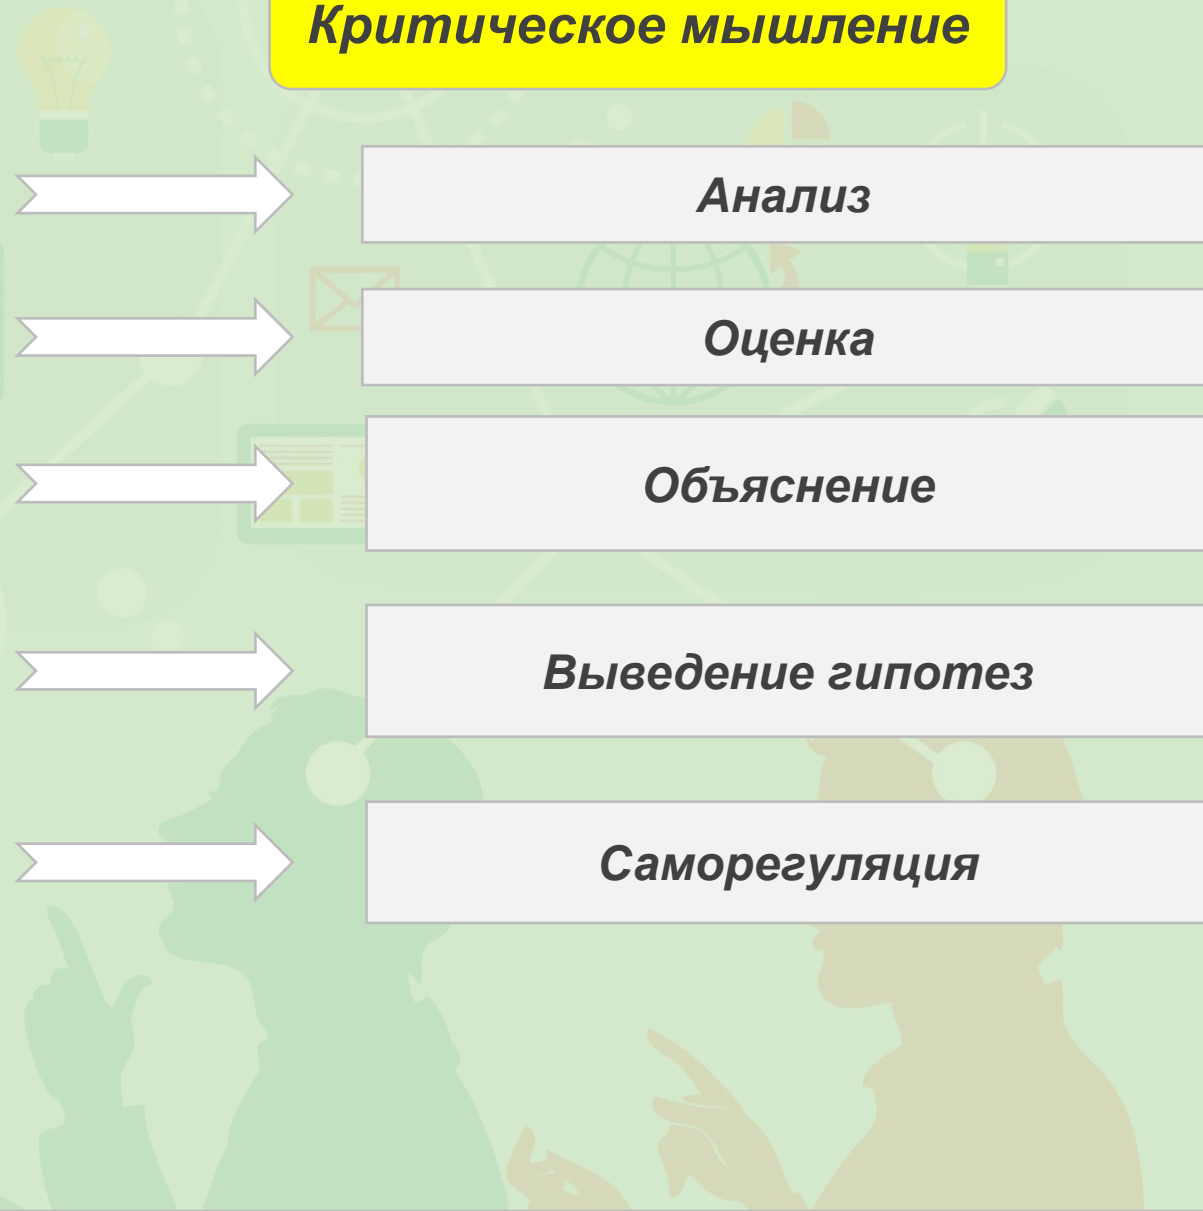 Критическое мышление
Анализ
Оценка
Объяснение
Выведение гипотез
Саморегуляция